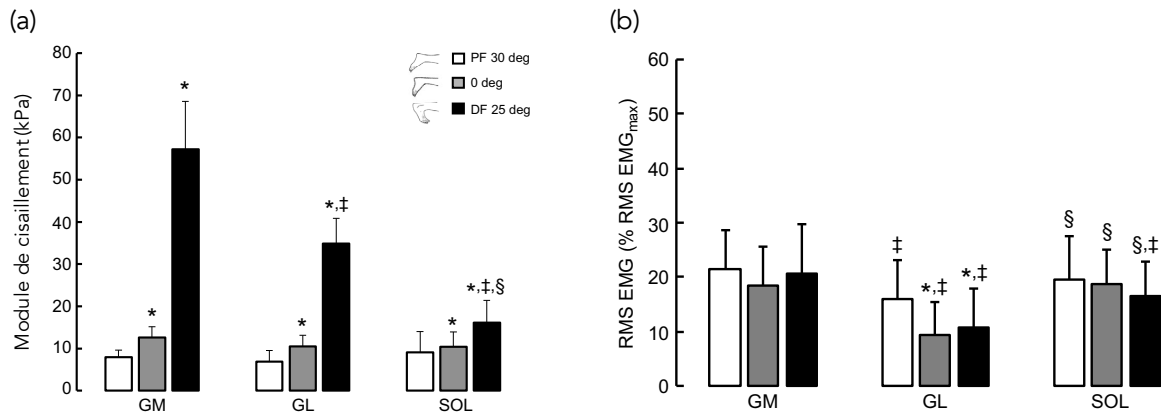 (a)
Module de cisaillement (kPa)
80
70
60
50
40
30
20
10
0
PF 30 deg
0 deg
DF 25 deg
*
*
*
*,‡
*
*,‡,§
GM
GL
SOL
(b)
RMS EMG (% RMS EMGmax)
60
50
40
30
20
10
0
‡
*,‡
*,‡
§
§
§,‡
GM
GL
SOL